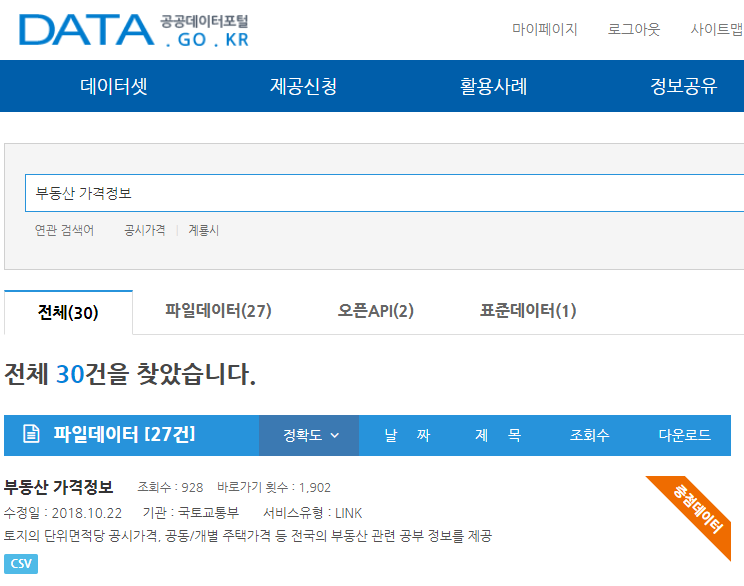 DATA 공공데이터포털
. GO . KR
마이페이지 로그아웃 사이트맵
데이터셋 제공신청 활용사례 정보공유
부동산 가격정보
연관 검색어 공시가격 | 계룡시
전체(30) 파일데이터(27) 오픈API(2) 표준데이터(1)
전체 30건을 찾았습니다.
파일데이터 [27건] 정확도 날 짜 제 목 조회수 다운로드
부동산 가격정보 조회수 : 928 바로가기 횟수 : 1,902
수정일 : 2018.10.22 기관 : 국토교통부 서비스유형 : LINK
토지의 단위면적당 공시가격, 공동/개별 주택가격 등 전국의 부동산 관련 공부 정보를 제공
중점데이터
CSV